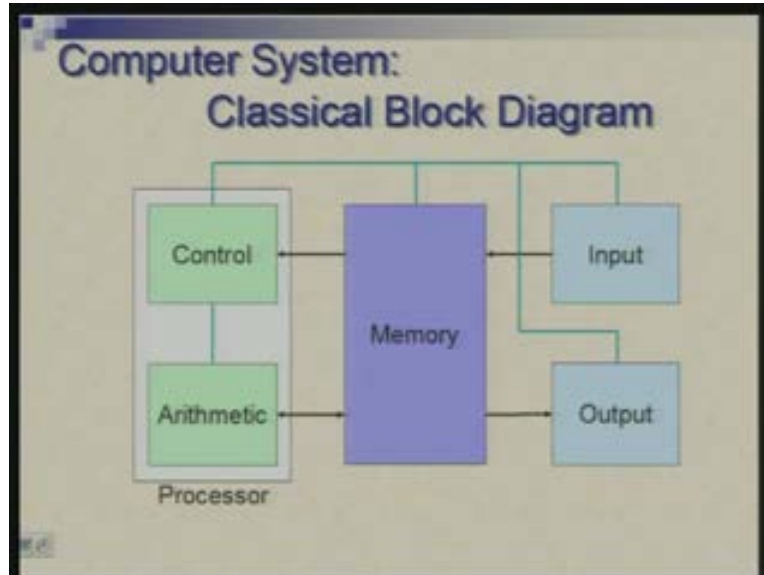 Computer System:
Classical Block Diagram
Control
Input
Memory
Arithmetic
Output
Processor